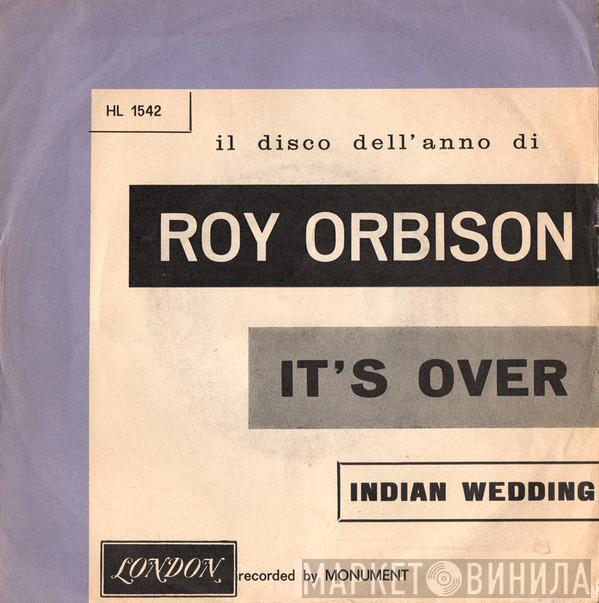 HL 1542
il disco dell'anno di
ROY ORBISON
IT'S OVER
INDIAN WEDDING
LONDON
recorded by MONUMENT
МАРКЕТ ВИНИЛА